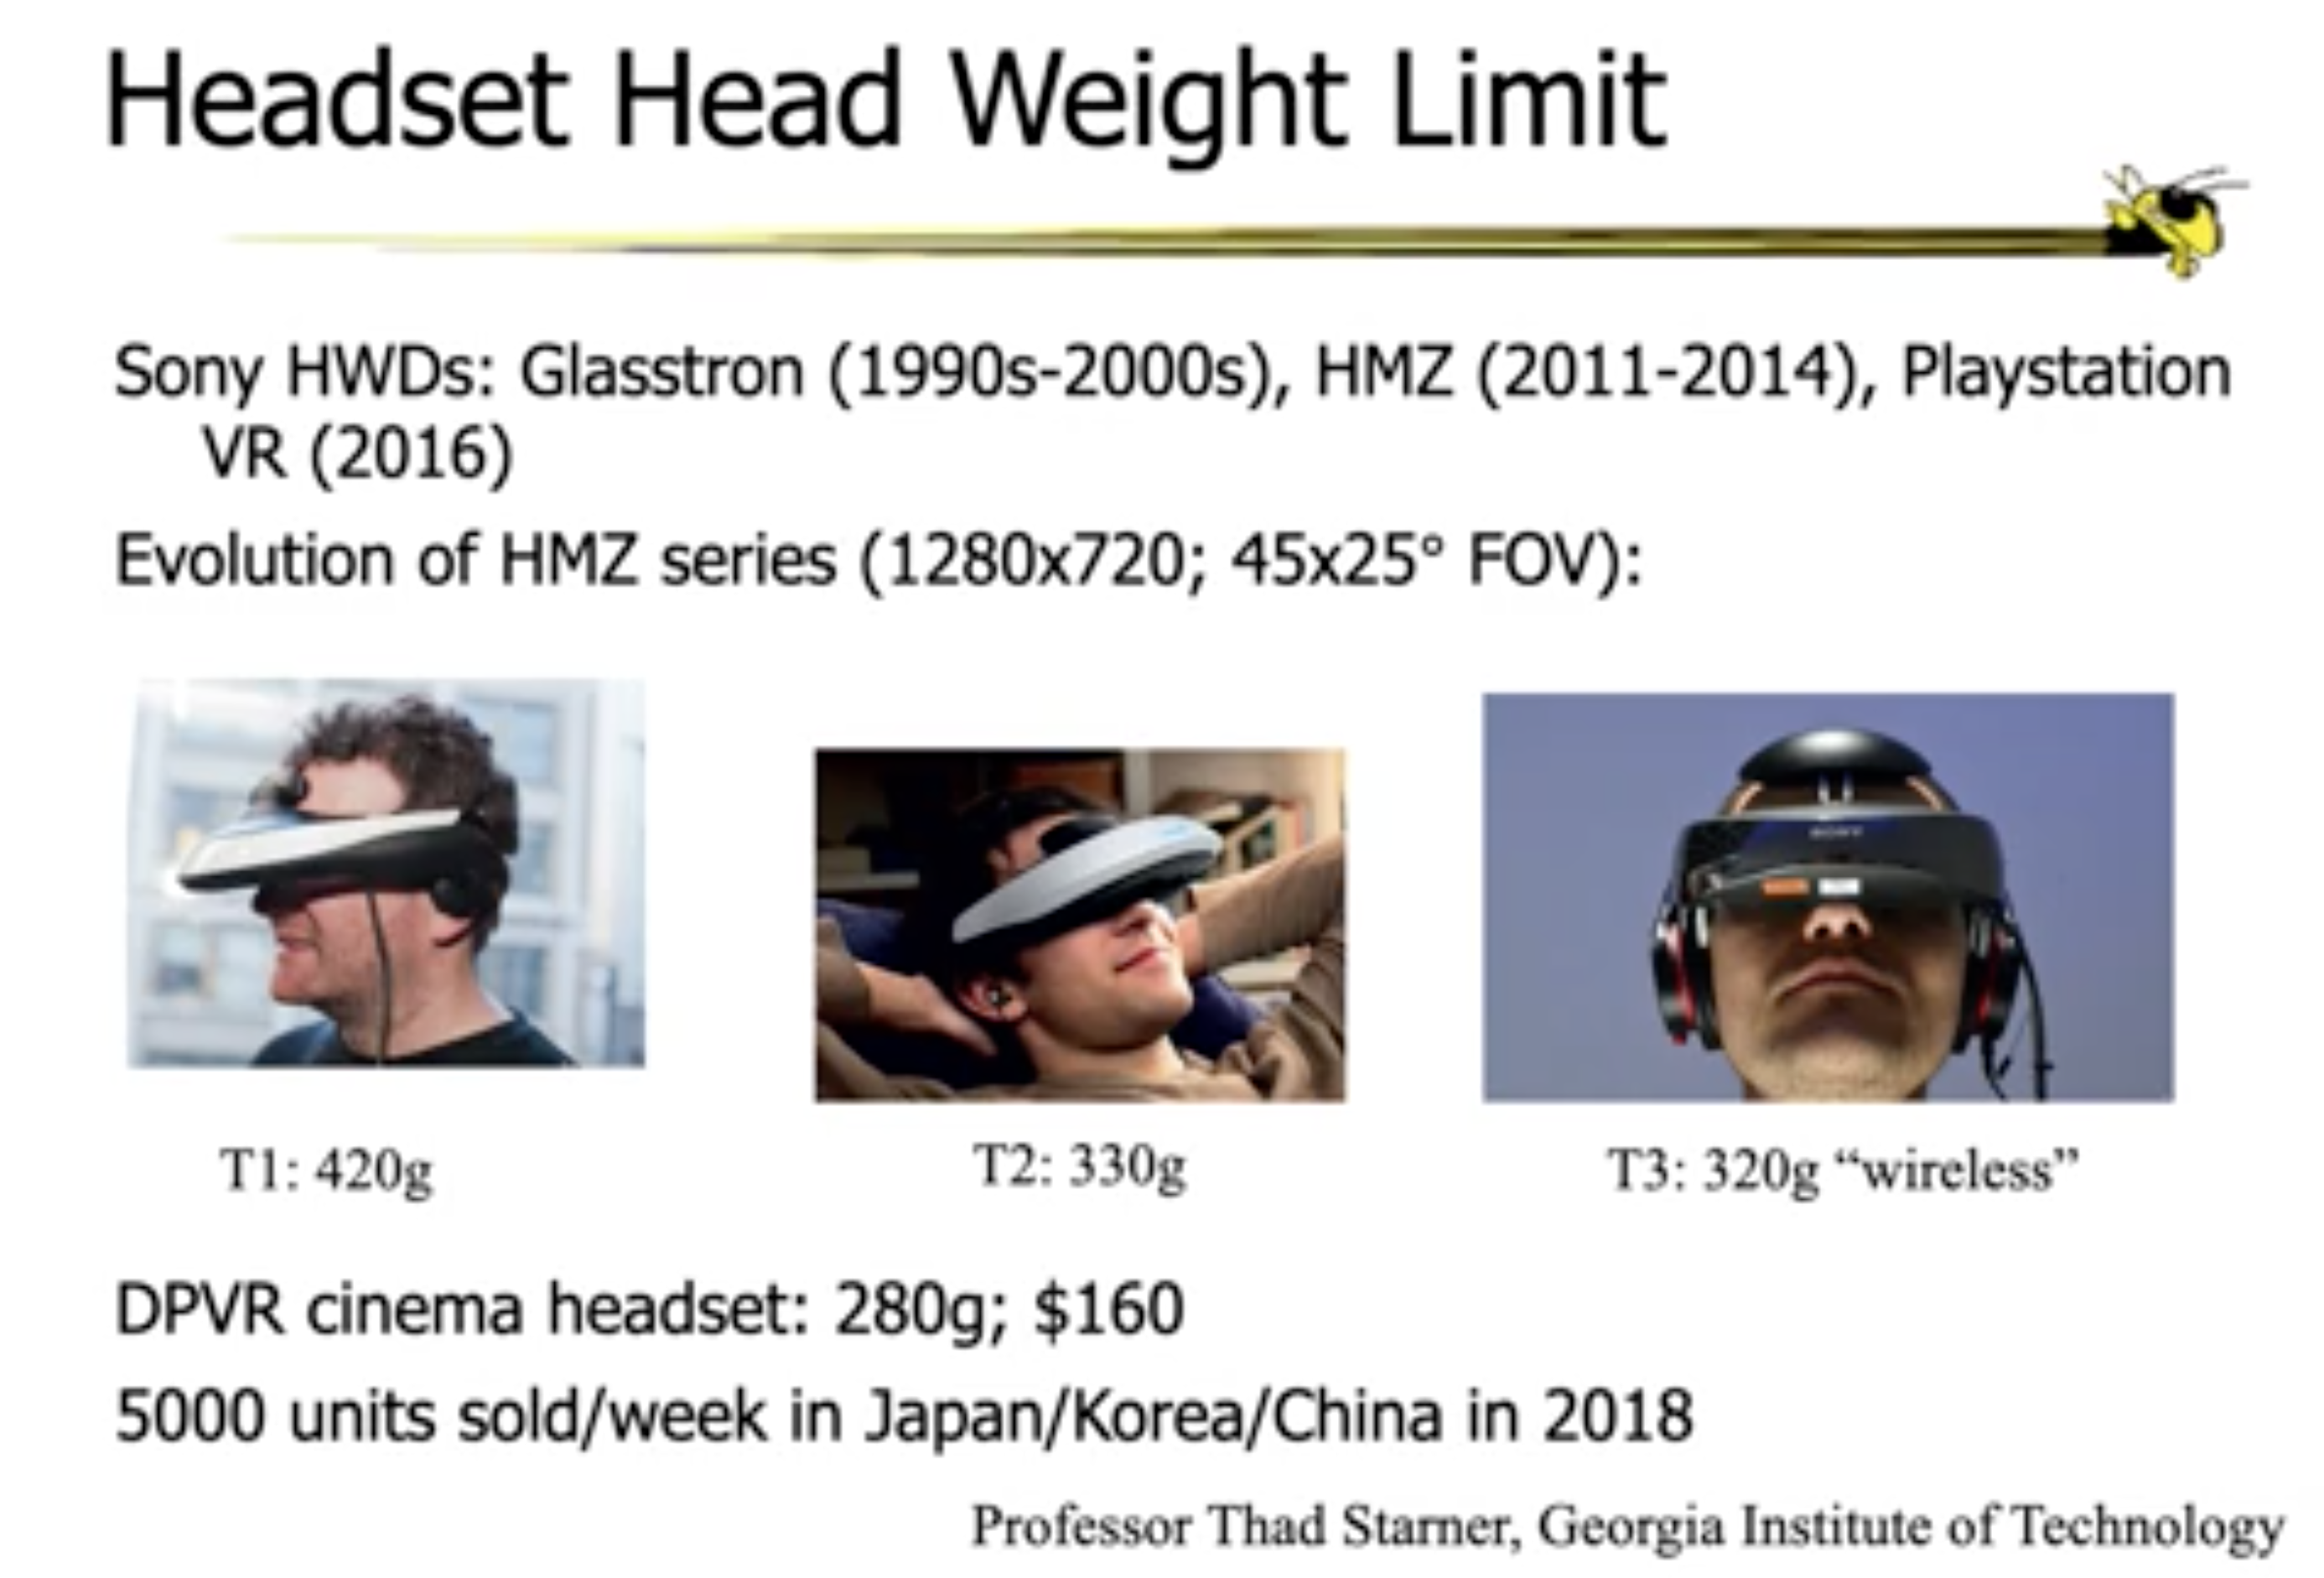 Headset Head Weight Limit
Sony HWDs: Glasstron (1990s-2000s), HMZ (2011-2014), Playstation
VR (2016)
Evolution of HMZ series (1280x720; 45x25° FOV):
SONY
T1: 420g
T2: 330g
T3: 320g “wireless”
DPVR cinema headset: 280g; $160
5000 units sold/week in Japan/Korea/China in 2018
Professor Thad Starner, Georgia Institute of Technology